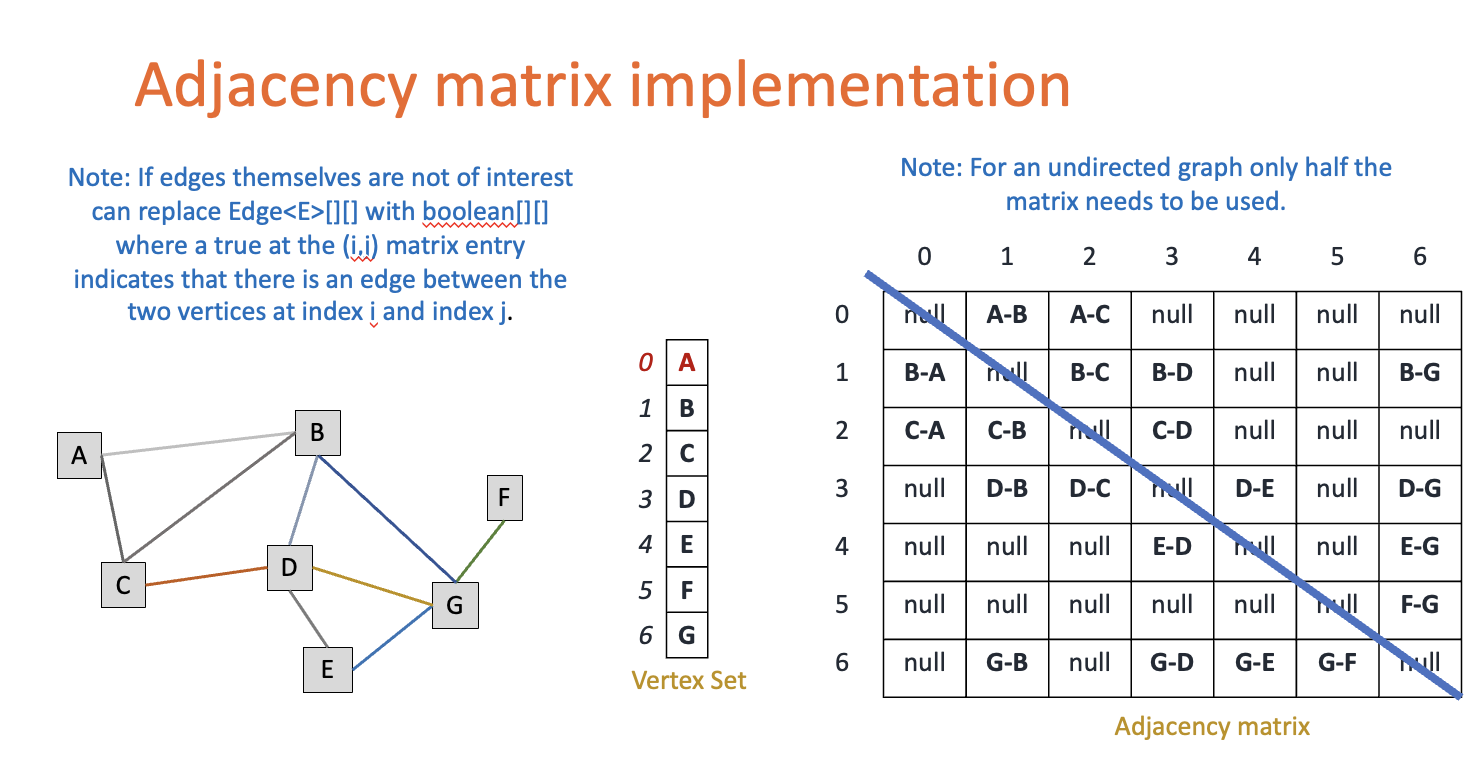 Adjacency matrix implementation
Note: If edges themselves are not of interest
can replace Edge<E>[][] with boolean[][]
where a true at the (i,j) matrix entry
indicates that there is an edge between the
two vertices at index i and index j.
Note: For an undirected graph only half the
matrix needs to be used.
A
B
C
D
E
F
G
0 A
1 B
2 C
3 D
4 E
5 F
6 G
Vertex Set
0 1 2 3 4 5 6
0 null A-B A-C null null null null
1 B-A null B-C B-D null null B-G
2 C-A C-B null C-D null null null
3 null D-B D-C null D-E null D-G
4 null null null E-D null null E-G
5 null null null null null null F-G
6 null G-B null G-D G-E G-F null
Adjacency matrix